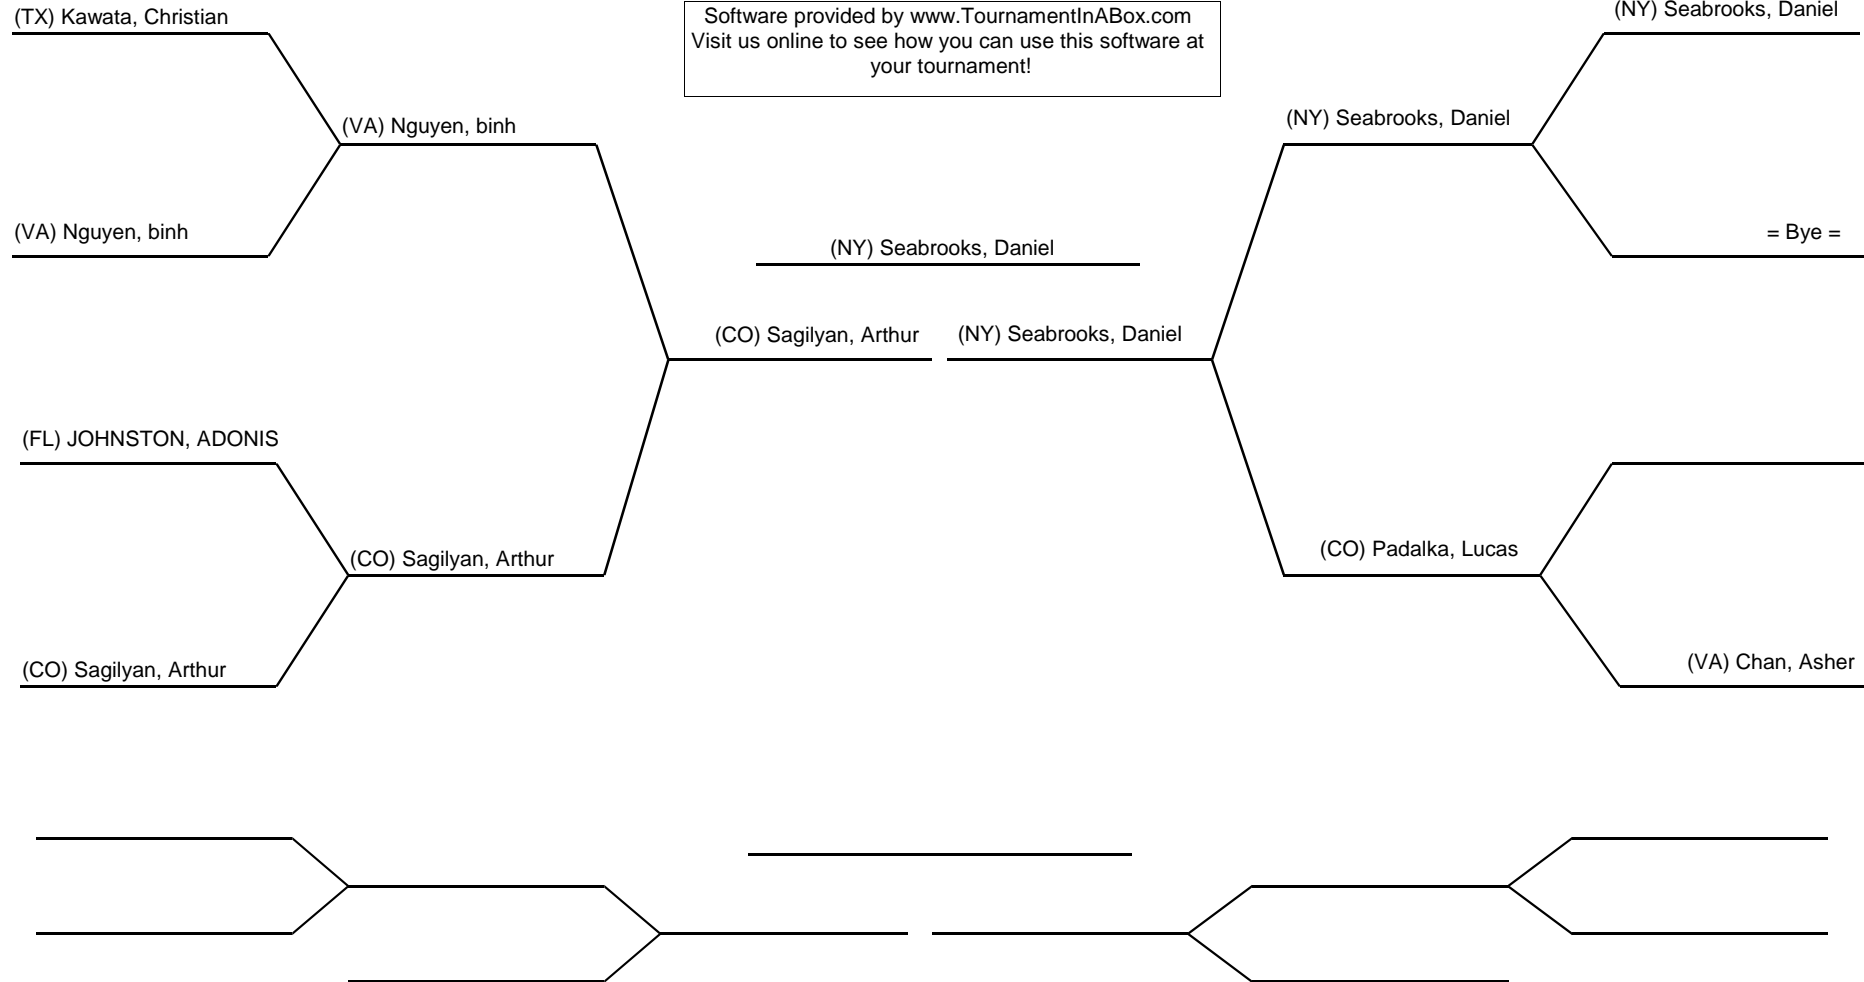 (TX) Kawata, Christian
Software provided by www.TournamentInABox.com
Visit us online to see how you can use this software at
your tournament!
(NY) Seabrooks, Daniel
(VA) Nguyen, binh
(NY) Seabrooks, Daniel
(VA) Nguyen, binh
(NY) Seabrooks, Daniel
= Bye =
(CO) Sagilyan, Arthur
(NY) Seabrooks, Daniel
(FL) JOHNSTON, ADONIS
(CO) Sagilyan, Arthur
(CO) Padalka, Lucas
(CO) Sagilyan, Arthur
(VA) Chan, Asher